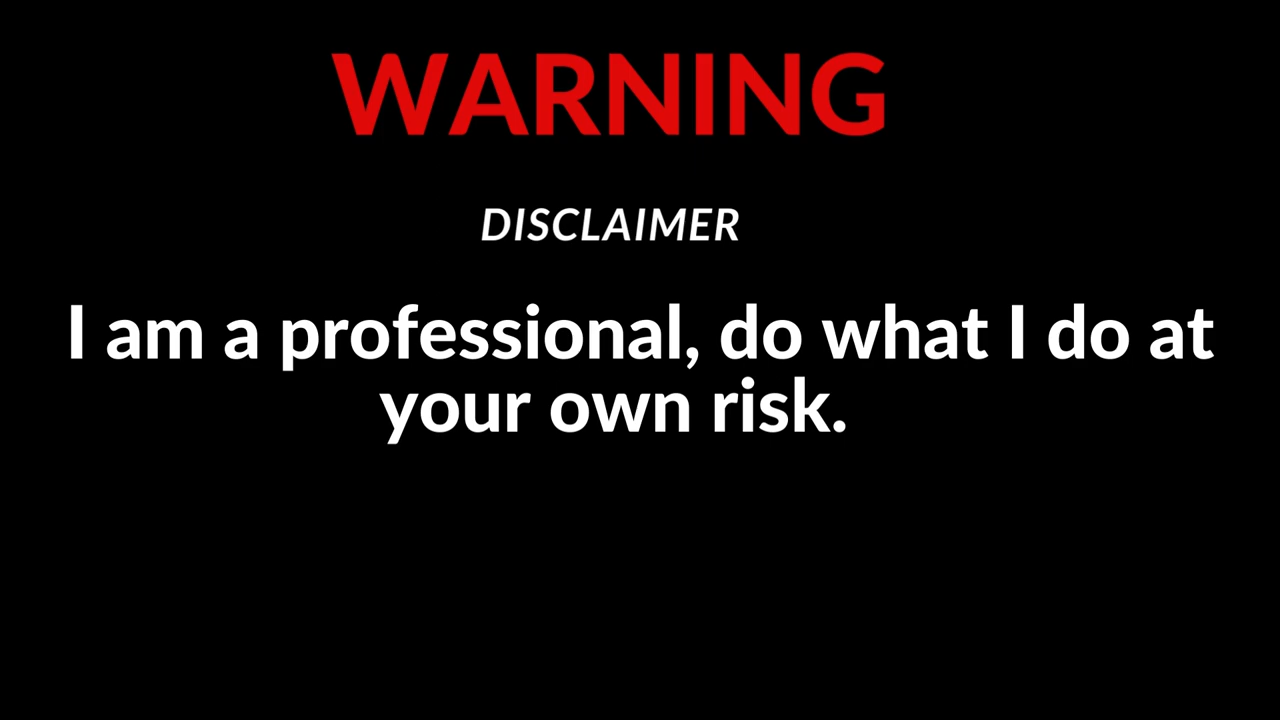 WARNING
DISCLAIMER
I am a professional, do what I do at
your own risk.